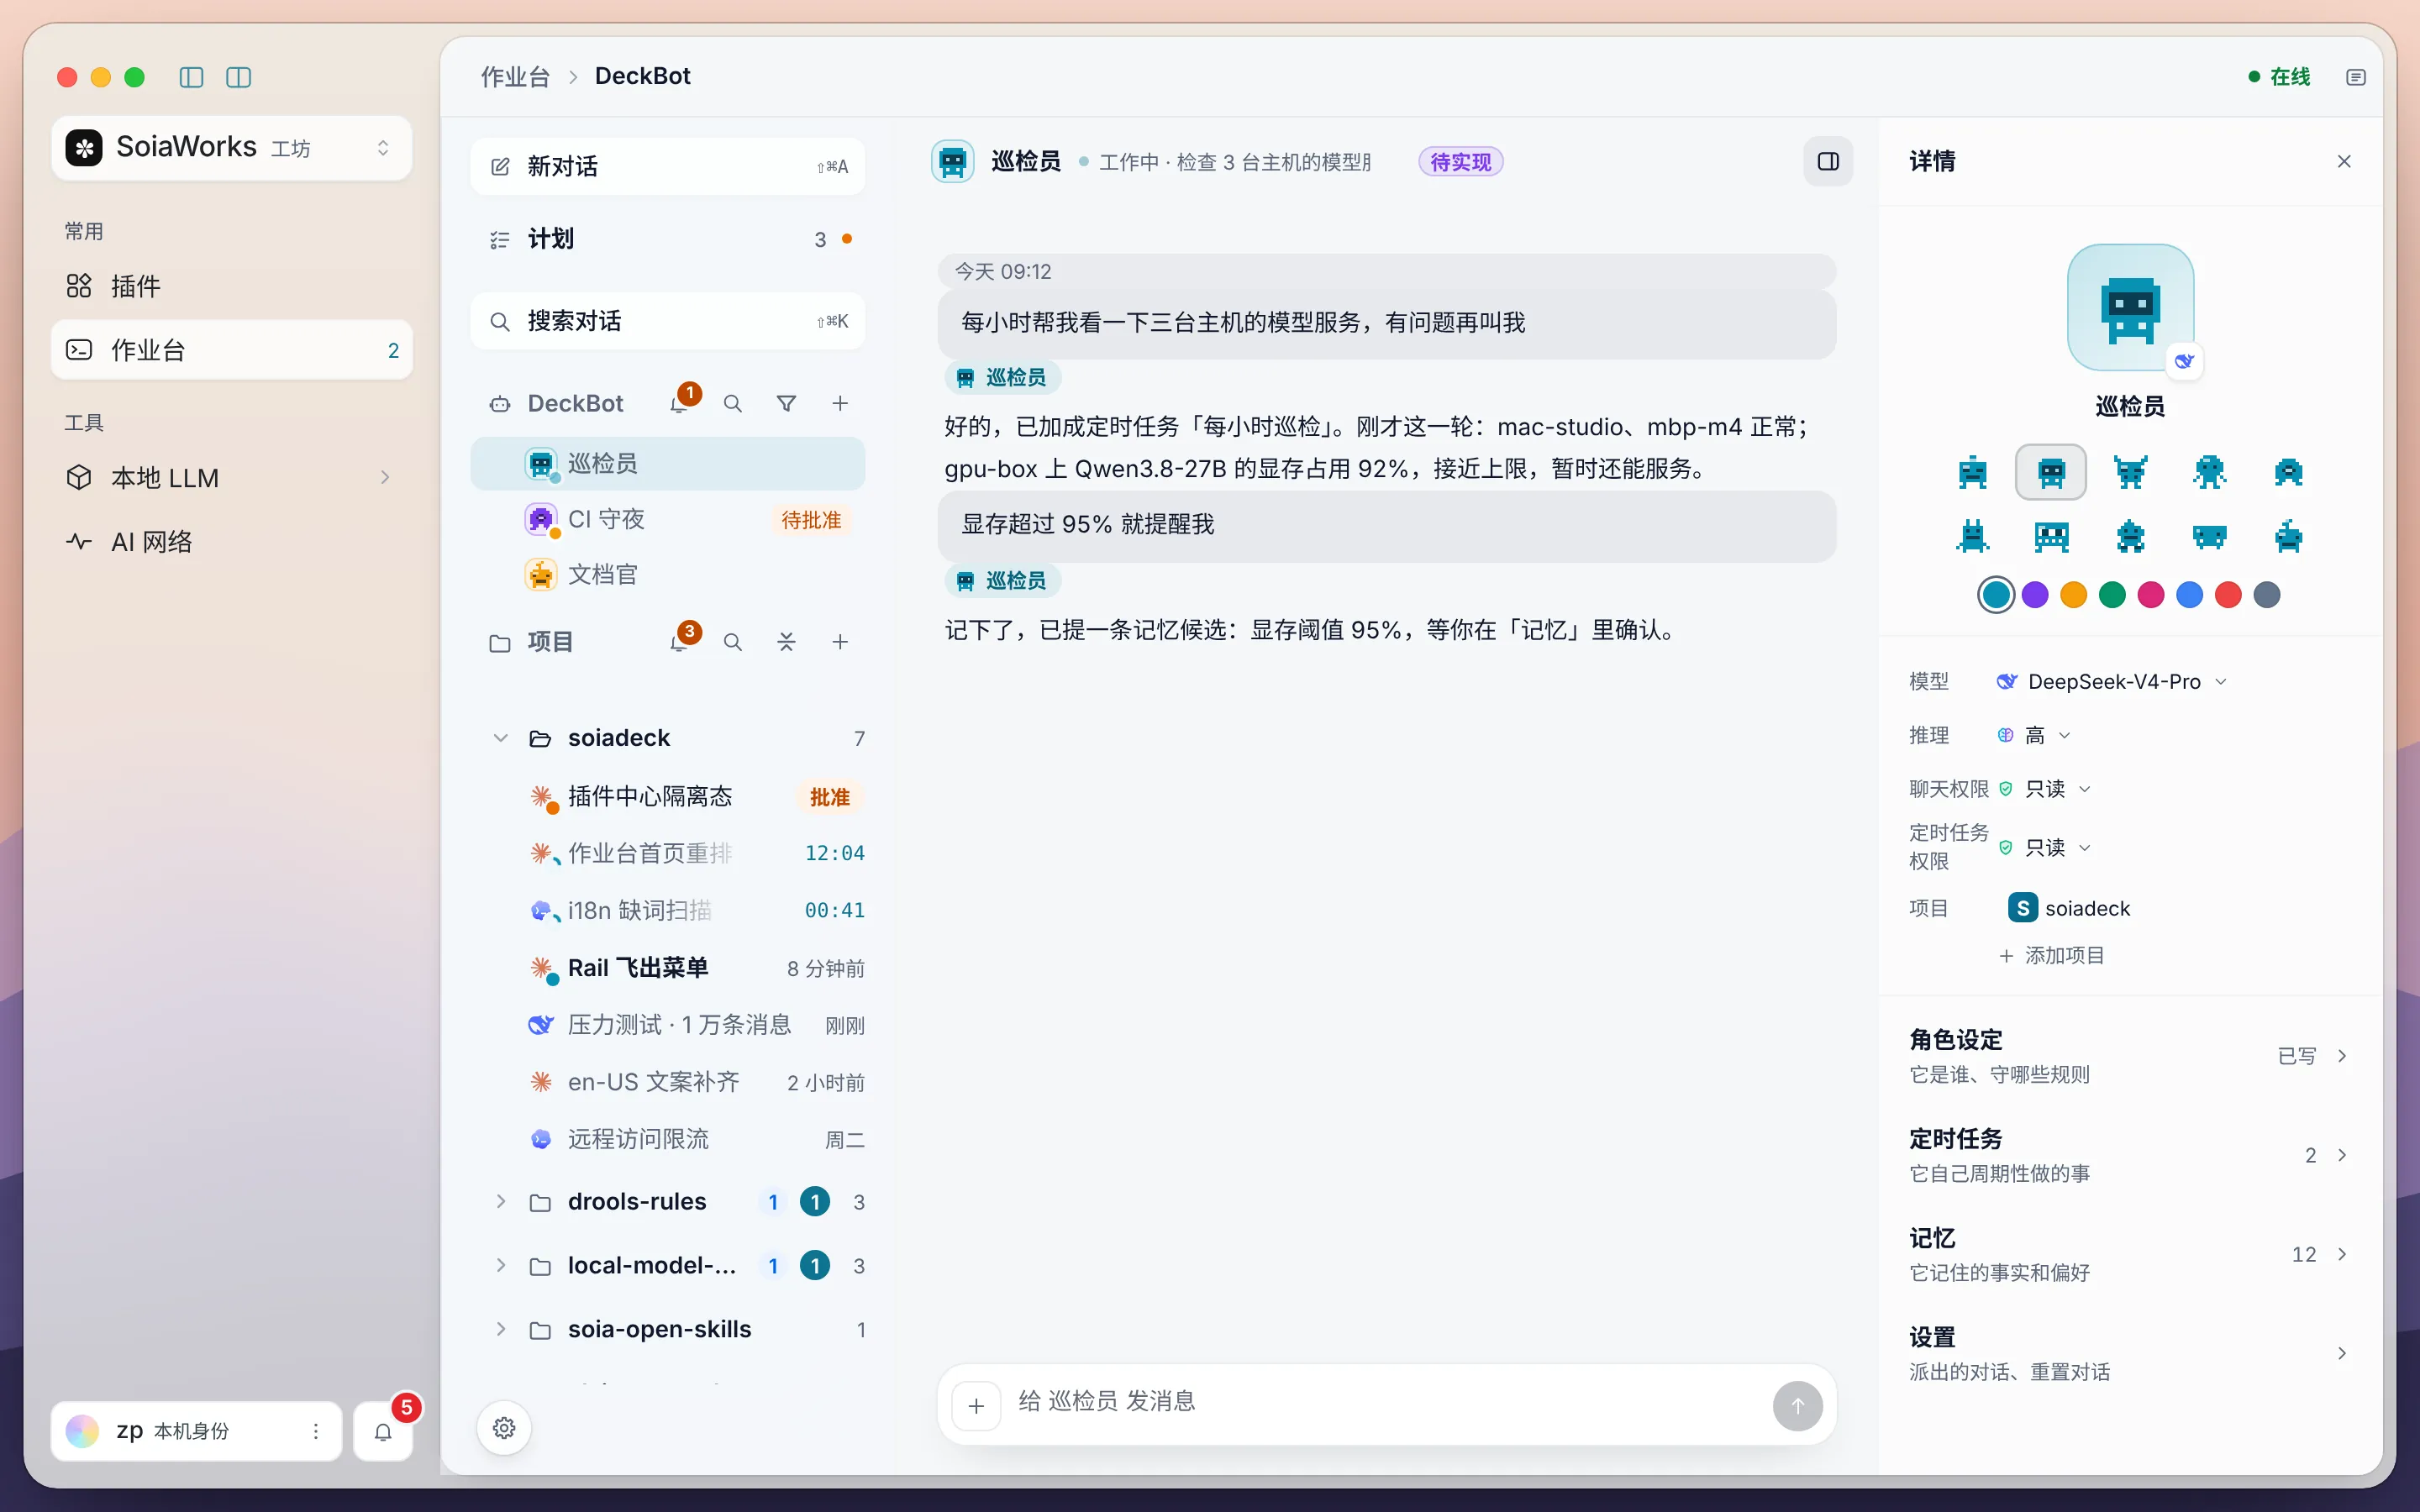 SoiaWorks 工坊
常用
插件
作业台 2
工具
本地 LLM
AI 网络
zp 本机身份
5
作业台 > DeckBot
在线
新对话 ⇧⌘A
计划 3
搜索对话 ⇧⌘K
DeckBot 1
巡检员
CI 守夜 待批准
文档官
项目 3
soiadeck 7
插件中心隔离态 批准
作业台首页重排 12:04
i18n 缺词扫描 00:41
Rail 飞出菜单 8 分钟前
压力测试 · 1 万条消息 刚刚
en-US 文案补齐 2 小时前
远程访问限流 周二
drools-rules 1 1 3
local-model-... 1 1 3
soia-open-skills 1
巡检员 工作中 · 检查 3 台主机的模型 待实现
今天 09:12
每小时帮我看一下三台主机的模型服务，有问题再叫我
巡检员
好的，已加成定时任务「每小时巡检」。刚才这一轮：mac-studio、mbp-m4 正常；
gpu-box 上 Qwen3.8-27B 的显存占用 92%，接近上限，暂时还能服务。
显存超过 95% 就提醒我
巡检员
记下了，已提一条记忆候选：显存阈值 95%，等你在「记忆」里确认。
给 巡检员 发消息
详情
巡检员
模型 DeepSeek-V4-Pro
推理 高
聊天权限 只读
定时任务
权限 只读
项目 S soiadeck
添加项目
角色设定
它是谁、守哪些规则 已写
定时任务
它自己周期性做的事 2
记忆
它记住的事实和偏好 12
设置
派出的对话、重置对话